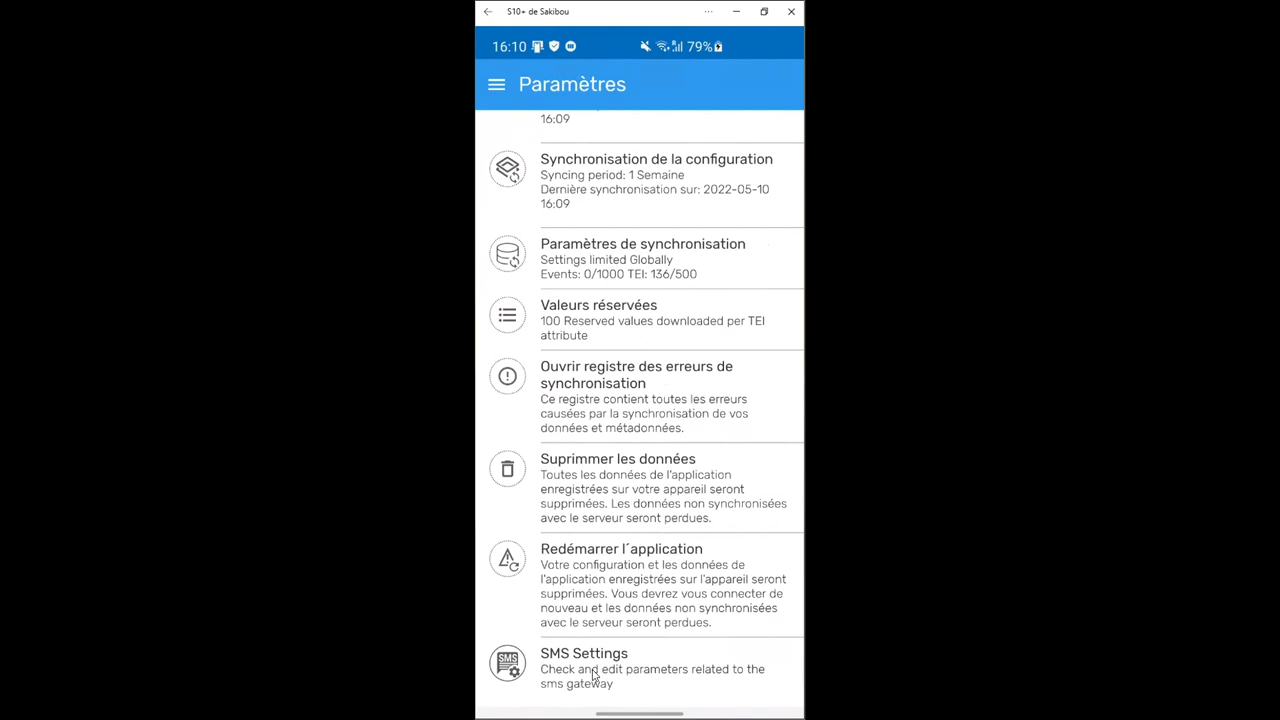 S10+ de Sakibou
16:10
79%
Paramètres
16:09
Synchronisation de la configuration
Syncing period: 1 Semaine
Dernière synchronisation sur: 2022-05-10
16:09
Paramètres de synchronisation
Settings limited Globally
Events: 0/1000 TEI: 136/500
Valeurs réservées
100 Reserved values downloaded per TEI
attribute
Ouvrir registre des erreurs de
synchronisation
Ce registre contient toutes les erreurs
causées par la synchronisation de vos
données et métadonnées.
Suprimmer les données
Toutes les données de l'application
enregistrées sur votre appareil seront
supprimées. Les données non synchronisées
avec le serveur seront perdues.
Redémarrer l´application
Votre configuration et les données de
l'application enregistrées sur l'appareil seront
supprimées. Vous devrez vous connecter de
nouveau et les données non synchronisées
avec le serveur seront perdues.
SMS
SMS Settings
Check and edit parameters related to the
sms gateway